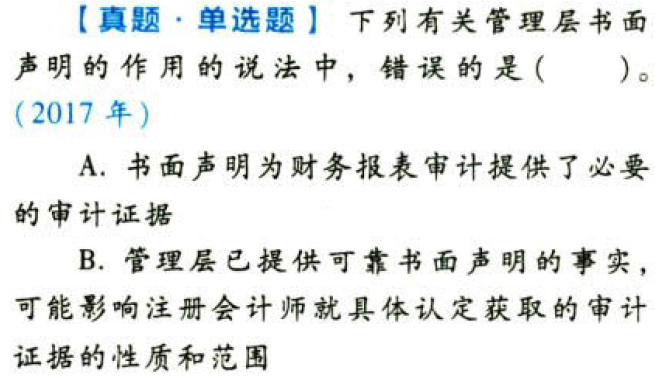 【真题·单选题】 下列有关管理层书面
声明的作用的说法中，错误的是（　　）。
（2017 年）
A. 书面声明为财务报表审计提供了必要
的审计证据
B. 管理层已提供可靠书面声明的事实，
可能影响注册会计师就具体认定获取的审计
证据的性质和范围